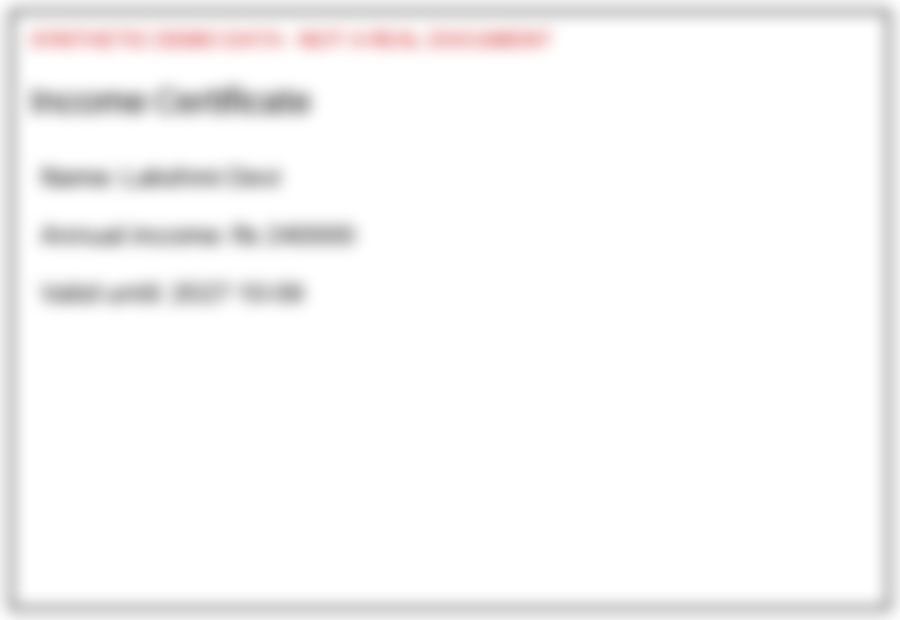 SYNTHETIC DEMO DATA - NOT A REAL DOCUMENT
Income Certificate
Name: Lakshmi Devi
Annual income: Rs
Valid until: